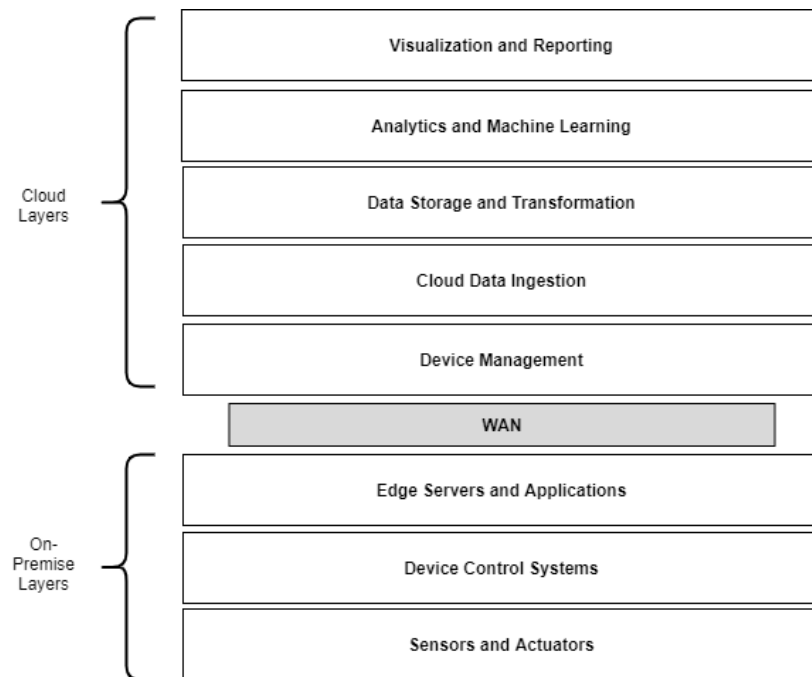 Visualization and Reporting
Analytics and Machine Learning
Cloud
Layers
Data Storage and Transformation
Cloud Data Ingestion
Device Management
WAN
Edge Servers and Applications
On-
Premise
Layers
Device Control Systems
Sensors and Actuators